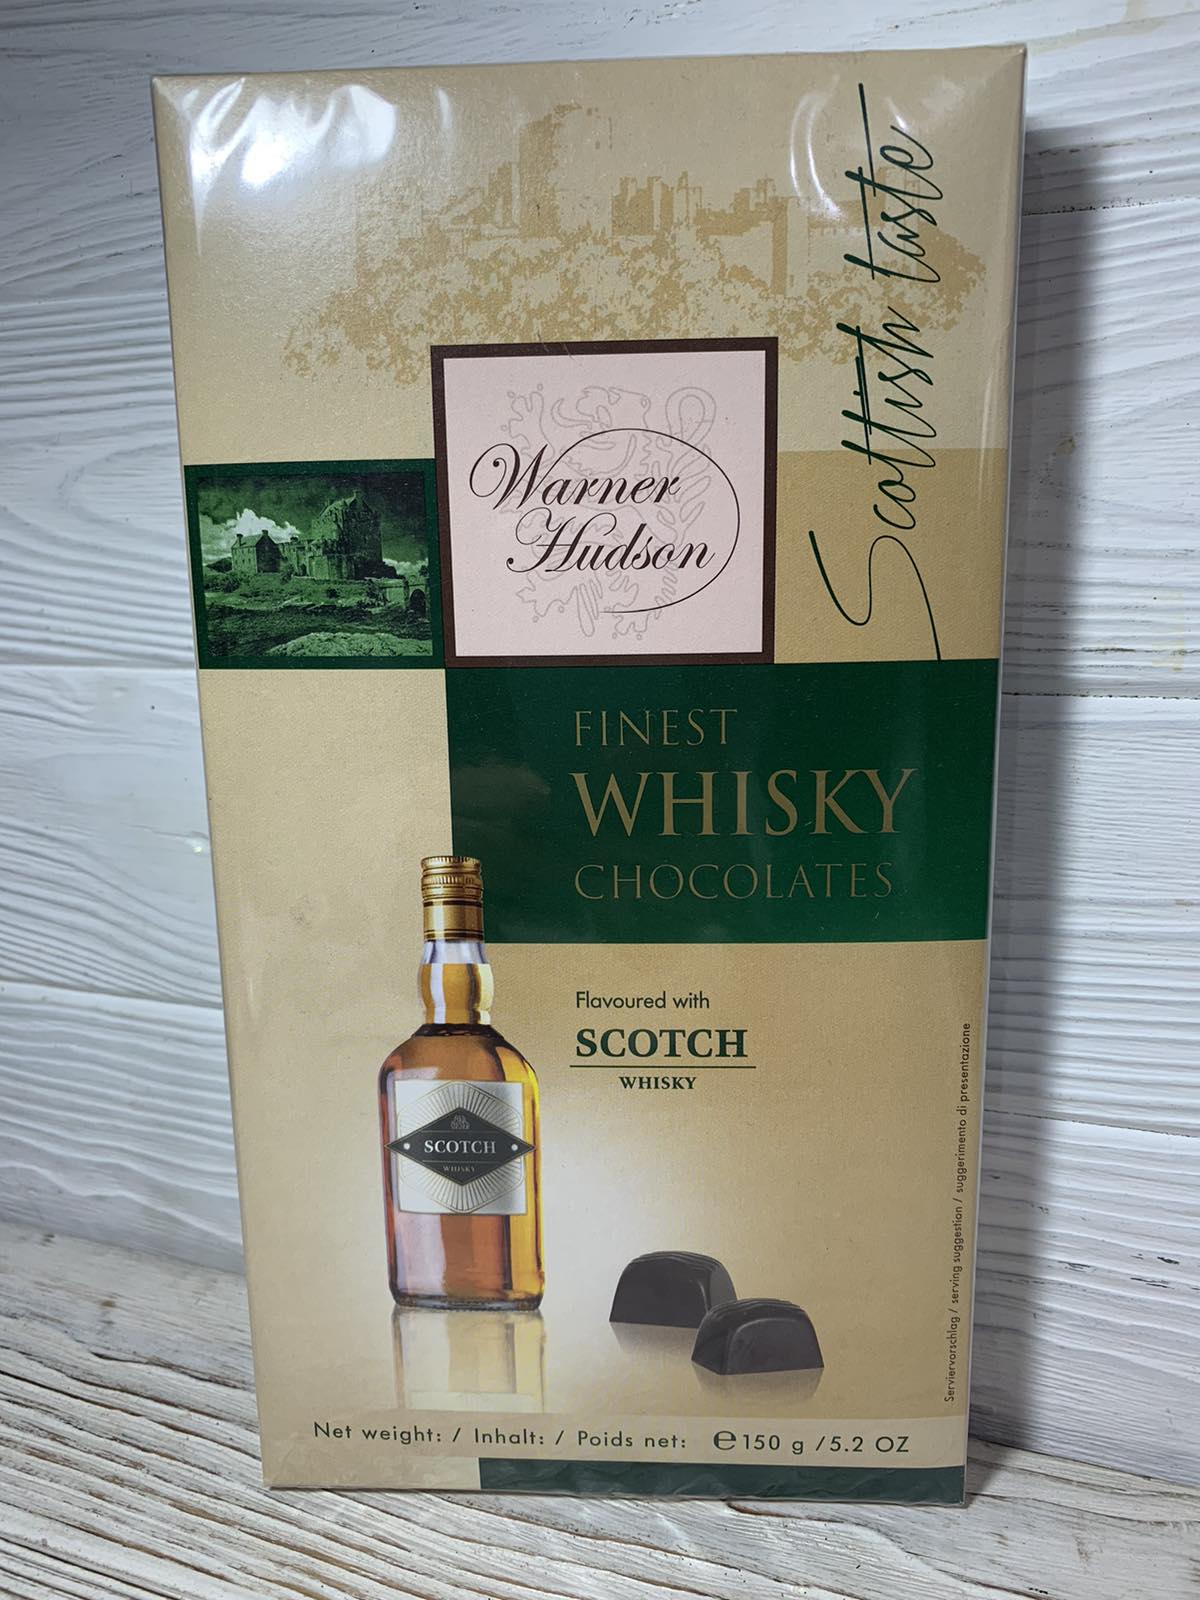 Scottish taste
Warner
Hudson
FINEST
WHISKY
CHOCOLATES
Flavoured with
SCOTCH
WHISKY
SCOTCH
WHISKY
Serviervorschlag / serving suggestion / suggerimento di presentazione
Net weight: / Inhalt: / Poids net: ℮150 g /5.2 OZ